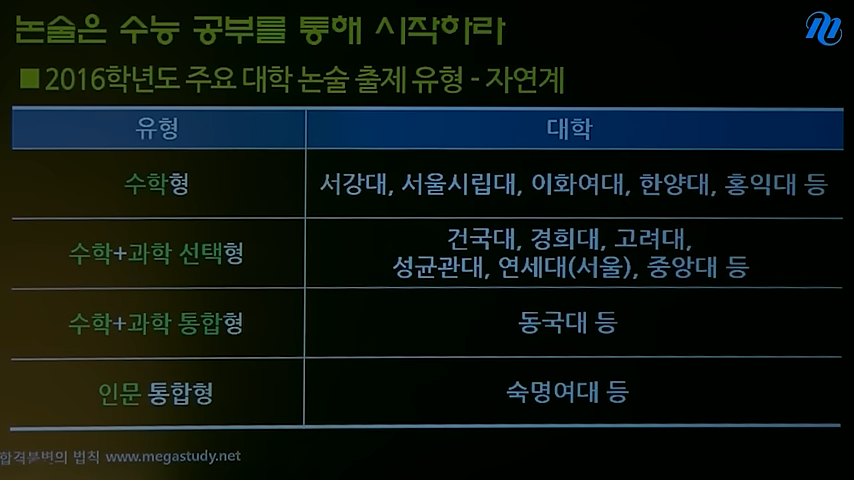 논술은 수능 공부를 통해 시작하라
■ 2016학년도 주요 대학 논술 출제 유형 - 자연계
유형 대학
수학형 서강대, 서울시립대, 이화여대, 한양대, 홍익대 등
수학+과학 선택형 건국대, 경희대, 고려대,
성균관대, 연세대(서울), 중앙대 등
수학+과학 통합형 동국대 등
인문 통합형 숙명여대 등
합격불변의 법칙 www.megastudy.net